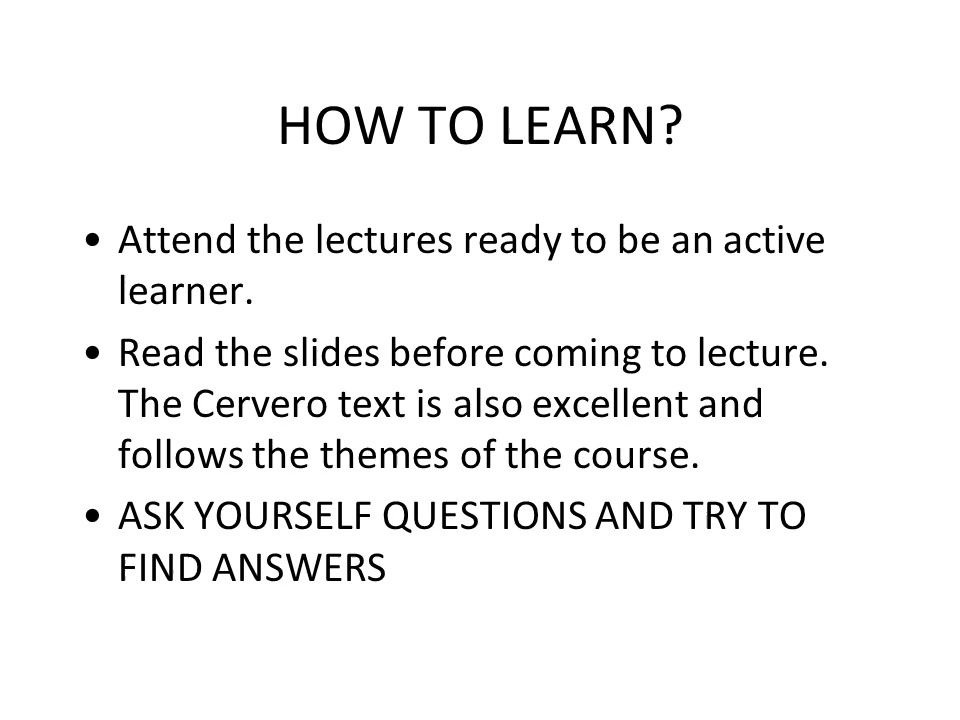 HOW TO LEARN?
• Attend the lectures ready to be an active
learner.
• Read the slides before coming to lecture.
The Cervero text is also excellent and
follows the themes of the course.
• ASK YOURSELF QUESTIONS AND TRY TO
FIND ANSWERS